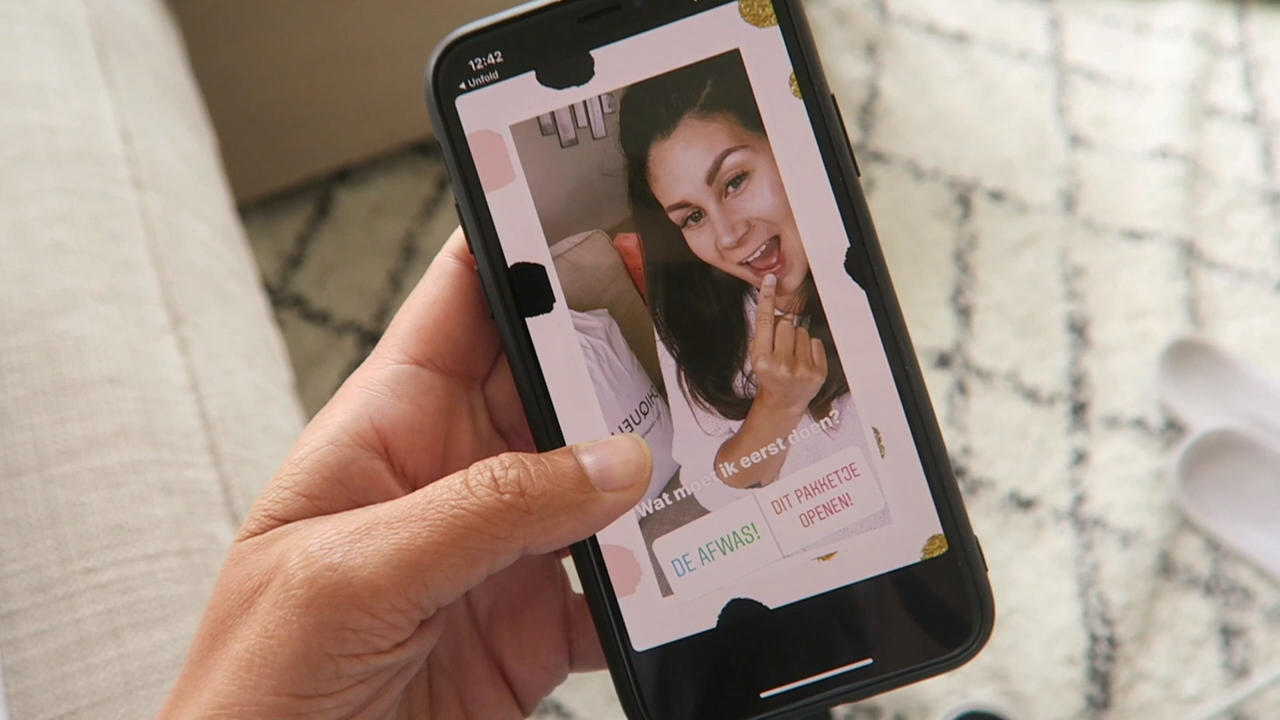 12:42
◀ Unfold
Wat moet ik eerst doen?
DE AFWAS!
DIT PAKKETJE
OPENEN!